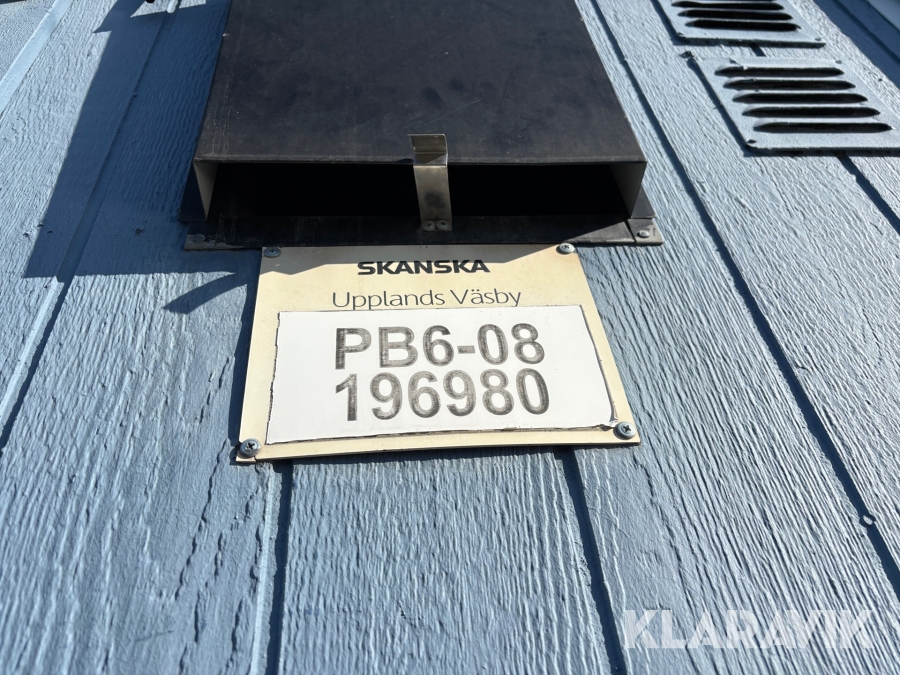 SKANSKA
Upplands Väsby
PB6-08
196980
KLARAVIK